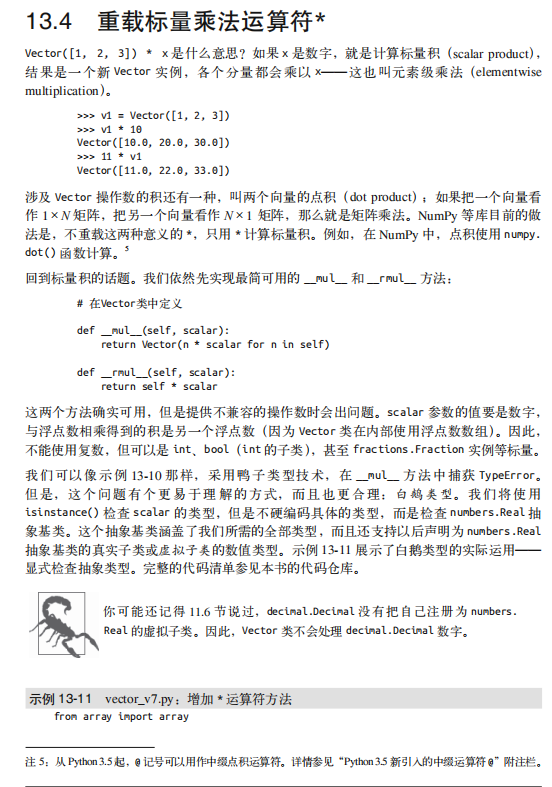 13.4 重载标量乘法运算符*
Vector([1, 2, 3]) * x 是什么意思？如果 x 是数字，就是计算标量积（scalar product），
结果是一个新 Vector 实例，各个分量都会乘以 x——这也叫元素级乘法（elementwise
multiplication）。
>>> v1 = Vector([1, 2, 3])
>>> v1 * 10
Vector([10.0, 20.0, 30.0])
>>> 11 * v1
Vector([11.0, 22.0, 33.0])
涉及 Vector 操作数的积还有一种，叫两个向量的点积（dot product）；如果把一个向量看
作 1×N 矩阵，把另一个向量看作 N×1 矩阵，那么就是矩阵乘法。NumPy 等库目前的做
法是，不重载这两种意义的 *，只用 * 计算标量积。例如，在 NumPy 中，点积使用 numpy.
dot() 函数计算。5
回到标量积的话题。我们依然先实现最简可用的 __mul__ 和 __rmul__ 方法：
# 在Vector类中定义
def __mul__(self, scalar):
return Vector(n * scalar for n in self)
def __rmul__(self, scalar):
return self * scalar
这两个方法确实可用，但是提供不兼容的操作数时会出问题。scalar 参数的值要是数字，
与浮点数相乘得到的积是另一个浮点数（因为 Vector 类在内部使用浮点数数组）。因此，
不能使用复数，但可以是 int、bool（int 的子类），甚至 fractions.Fraction 实例等标量。
我们可以像示例 13-10 那样，采用鸭子类型技术，在 __mul__ 方法中捕获 TypeError。
但是，这个问题有个更易于理解的方式，而且也更合理：白鹅类型。我们将使用
isinstance() 检查 scalar 的类型，但是不硬编码具体的类型，而是检查 numbers.Real 抽
象基类。这个抽象基类涵盖了我们所需的全部类型，而且还支持以后声明为 numbers.Real
抽象基类的真实子类或虚拟子类的数值类型。示例 13-11 展示了白鹅类型的实际运用——
显式检查抽象类型。完整的代码清单参见本书的代码仓库。
你可能还记得 11.6 节说过，decimal.Decimal 没有把自己注册为 numbers.
Real 的虚拟子类。因此，Vector 类不会处理 decimal.Decimal 数字。
示例 13-11 vector_v7.py：增加 * 运算符方法
from array import array
注 5：从 Python 3.5 起，@ 记号可以用作中缀点积运算符。详情参见“Python 3.5 新引入的中缀运算符 @”附注栏。